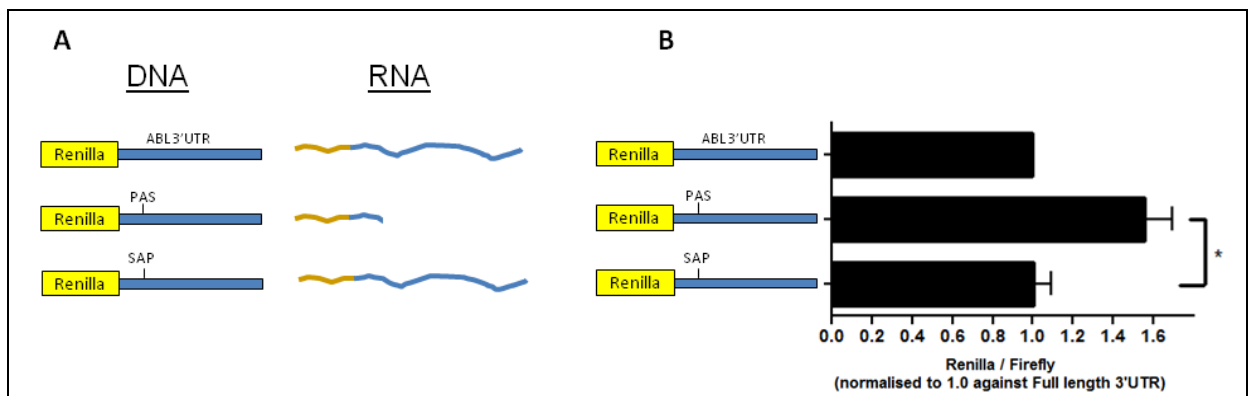 A
B
DNA
RNA
ABL3'UTR
Renilla
PAS
Renilla
SAP
Renilla
ABL3'UTR
Renilla
PAS
Renilla
SAP
Renilla
*
0.0 0.2 0.4 0.6 0.8 1.0 1.2 1.4 1.6
Renilla / Firefly
(normalised to 1.0 against Full length 3'UTR)